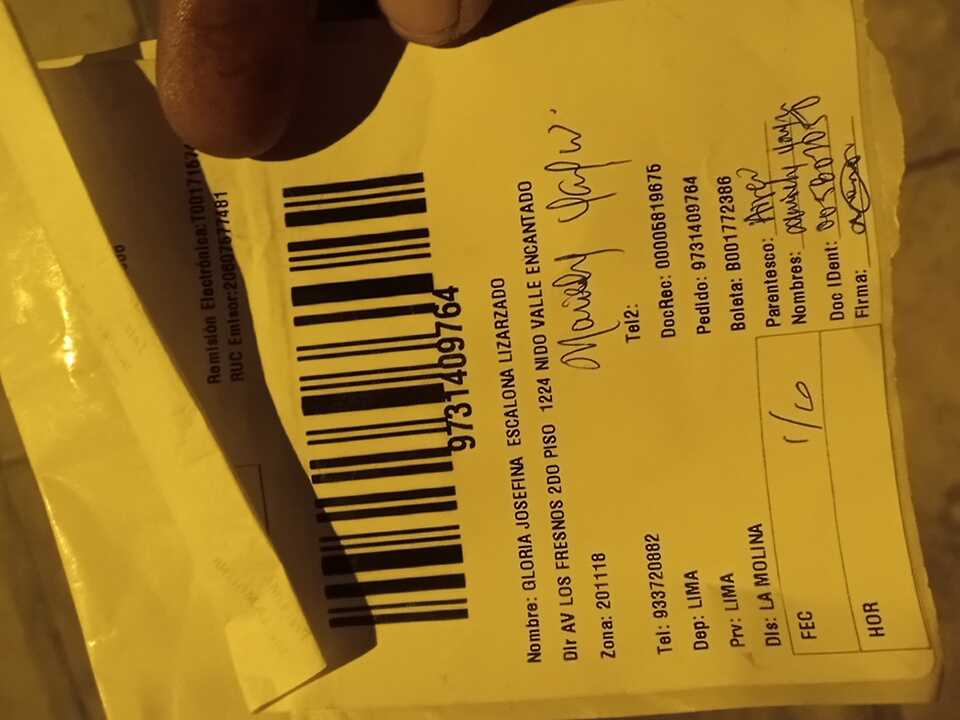 Remisión Electrónica:T001715
RUC Emisor:20607577481
9731409764
Nombre: GLORIA JOSEFINA ESCALONA LIZARZADO
Dir AV LOS FRESNOS 2DO PISO 1224 NIDO VALLE ENCANTADO
Zona: 201118
Tel: 933720882 Tel2:
Dep: LIMA DocRec: 000005819675
Prv: LIMA Pedido: 9731409764
Dis: LA MOLINA Boleta: B001772386
Parentesco:
Nombres:
Doc IDent:
Firma:
FEC
HOR